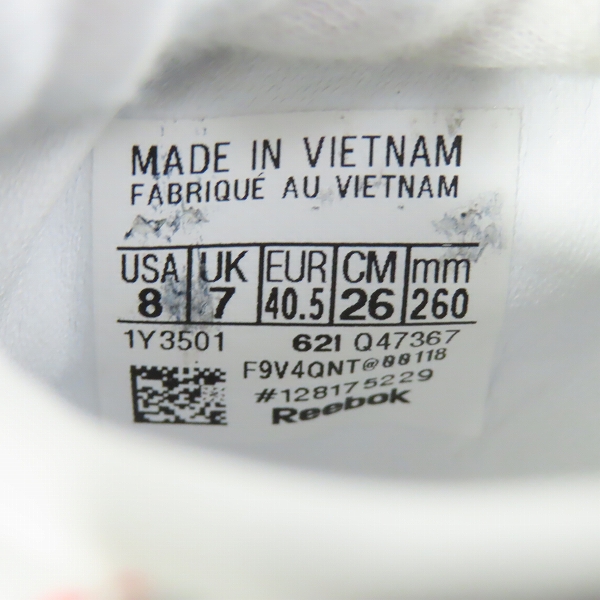 MADE IN VIETNAM
FABRIQUÉ AU VIETNAM
USA UK EUR CM mm
8 7 40.5 26 260
1Y3501 621 Q47367
F9V4QNT@00118
#128175229
Reebok